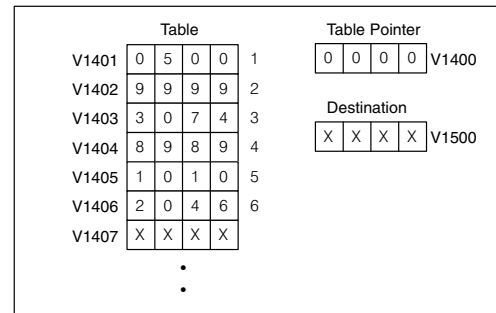 Table
V1401 0 5 0 0 1
V1402 9 9 9 9 2
V1403 3 0 7 4 3
V1404 8 9 8 9 4
V1405 1 0 1 0 5
V1406 2 0 4 6 6
V1407 X X X X
Table Pointer
0 0 0 0 V1400
Destination
X X X X V1500